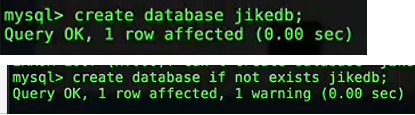 mysql> create database jikedb;
Query OK, 1 row affected (0.00 sec)
mysql> create database if not exists jikedb;
Query OK, 1 row affected, 1 warning (0.00 sec)